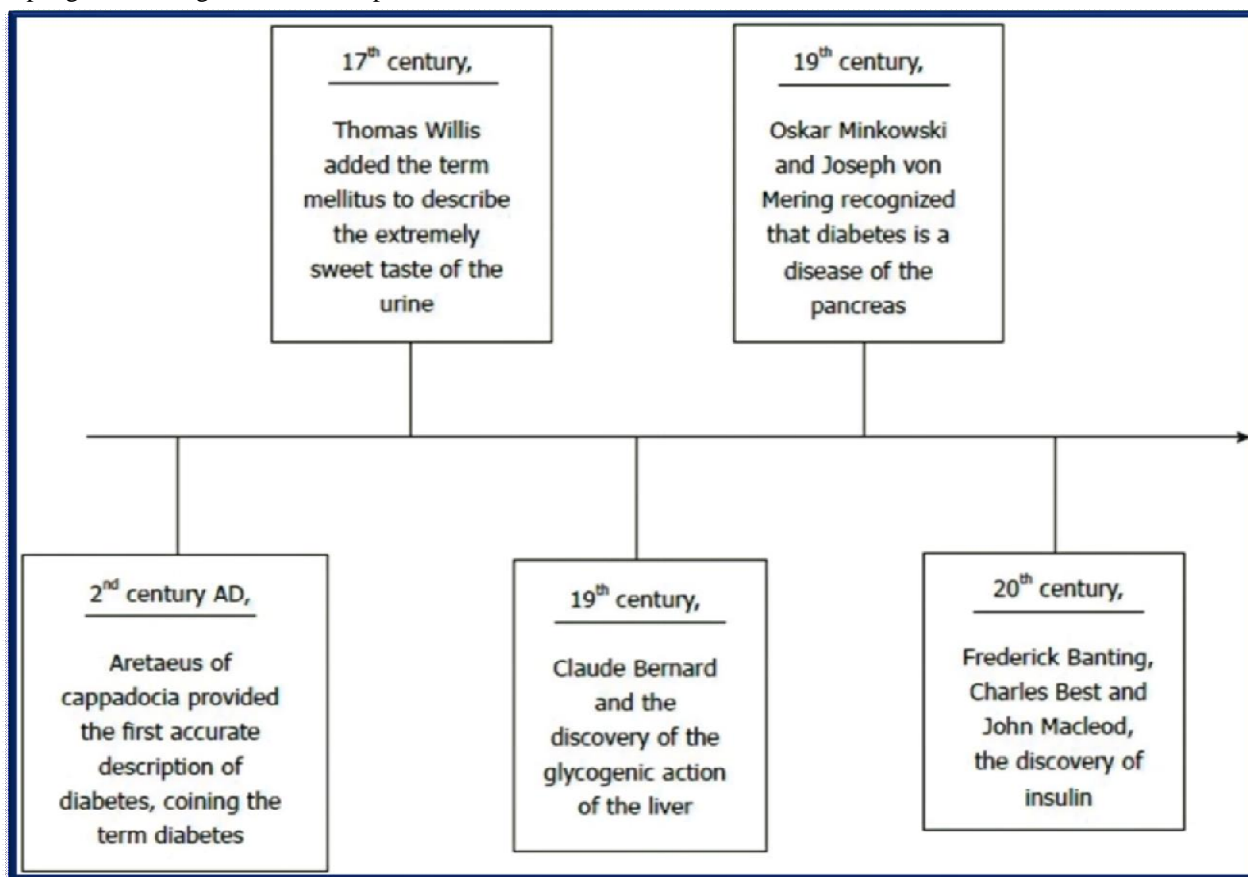 17th century,
Thomas Willis
added the term
mellitus to describe
the extremely
sweet taste of the
urine
19th century,
Oskar Minkowski
and Joseph von
Mering recognized
that diabetes is a
disease of the
pancreas
2nd century AD,
Aretaeus of
cappadocia provided
the first accurate
description of
diabetes, coining the
term diabetes
19th century,
Claude Bernard
and the
discovery of the
glycogenic action
of the liver
20th century,
Frederick Banting,
Charles Best and
John Macleod,
the discovery of
insulin